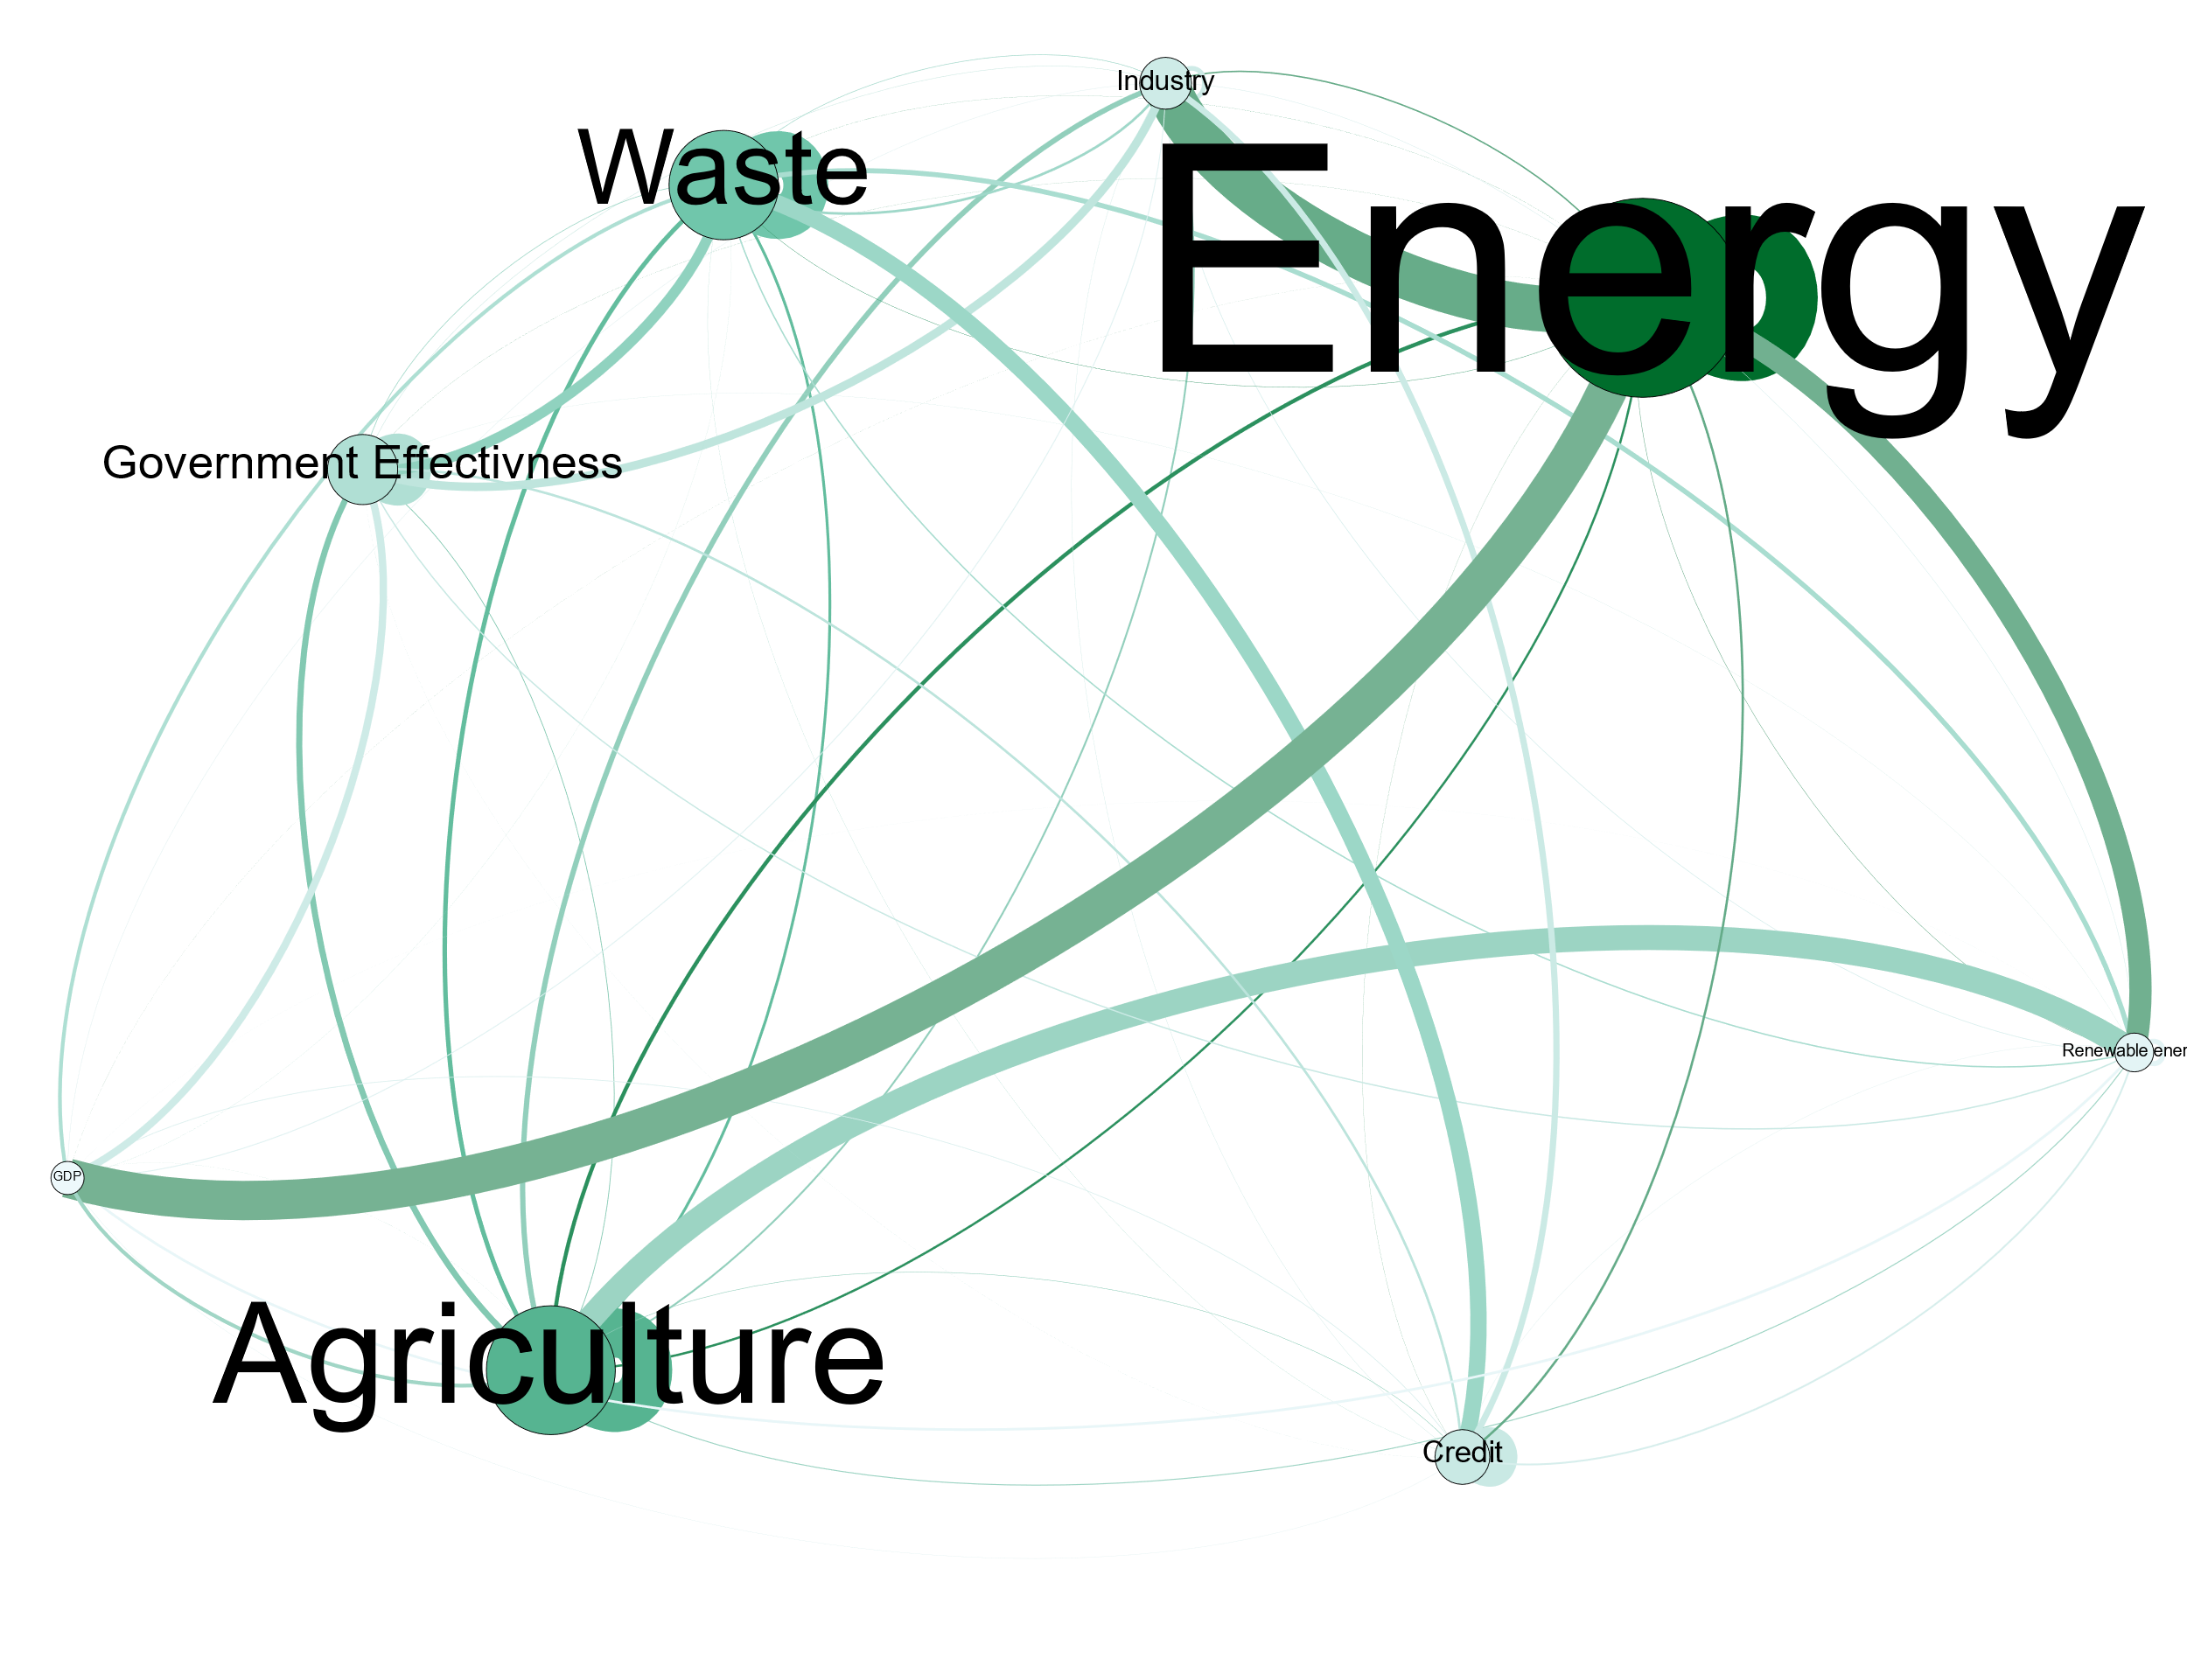 Industry
Waste
Energy
Government Effectivness
Renewable ener
GDP
Agriculture
Credit